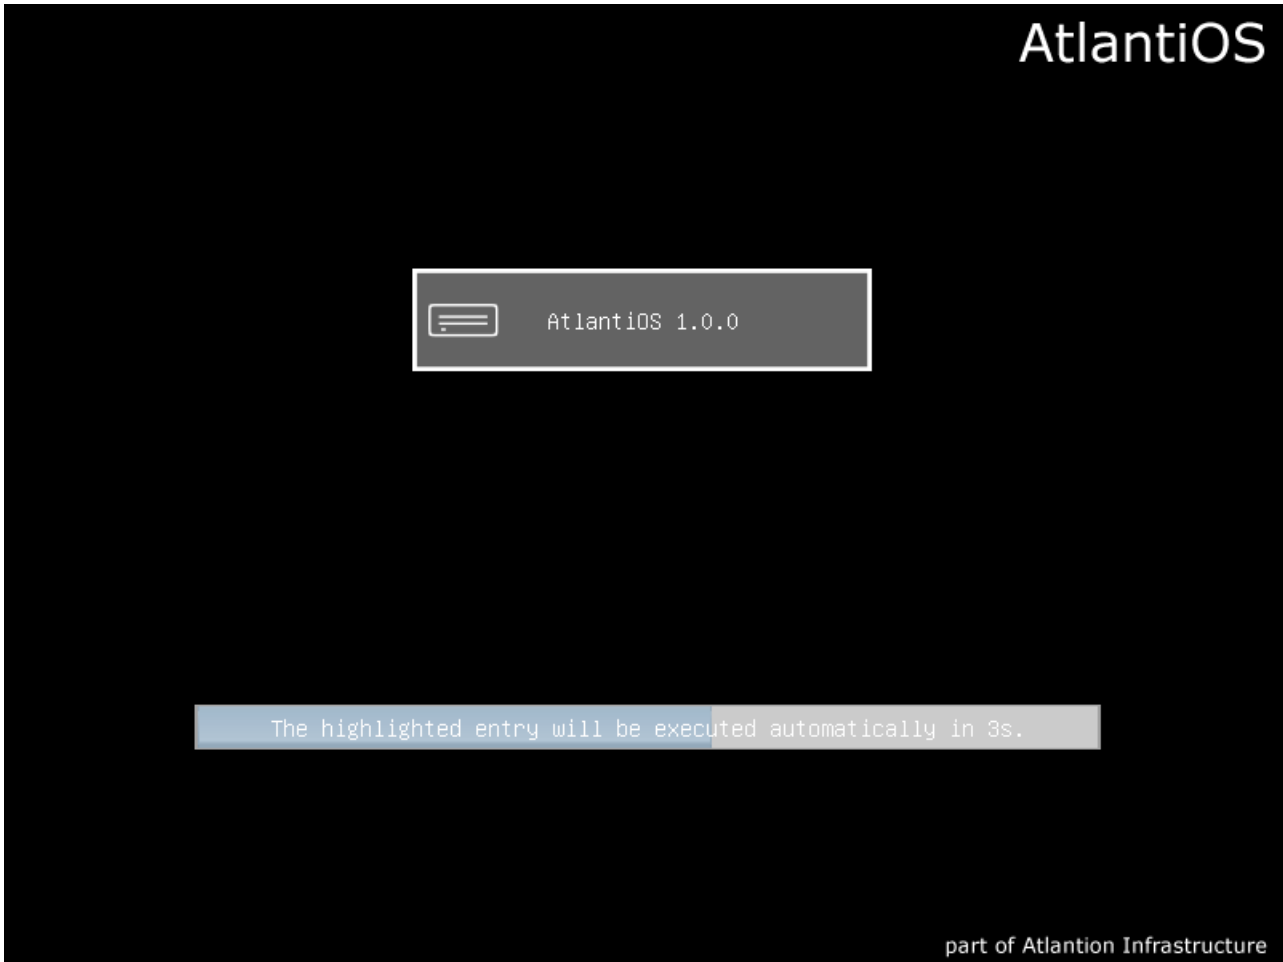 AtlantiOS
AtlantiOS 1.0.0
The highlighted entry will be executed automatically in 3s.
part of Atlantion Infrastructure